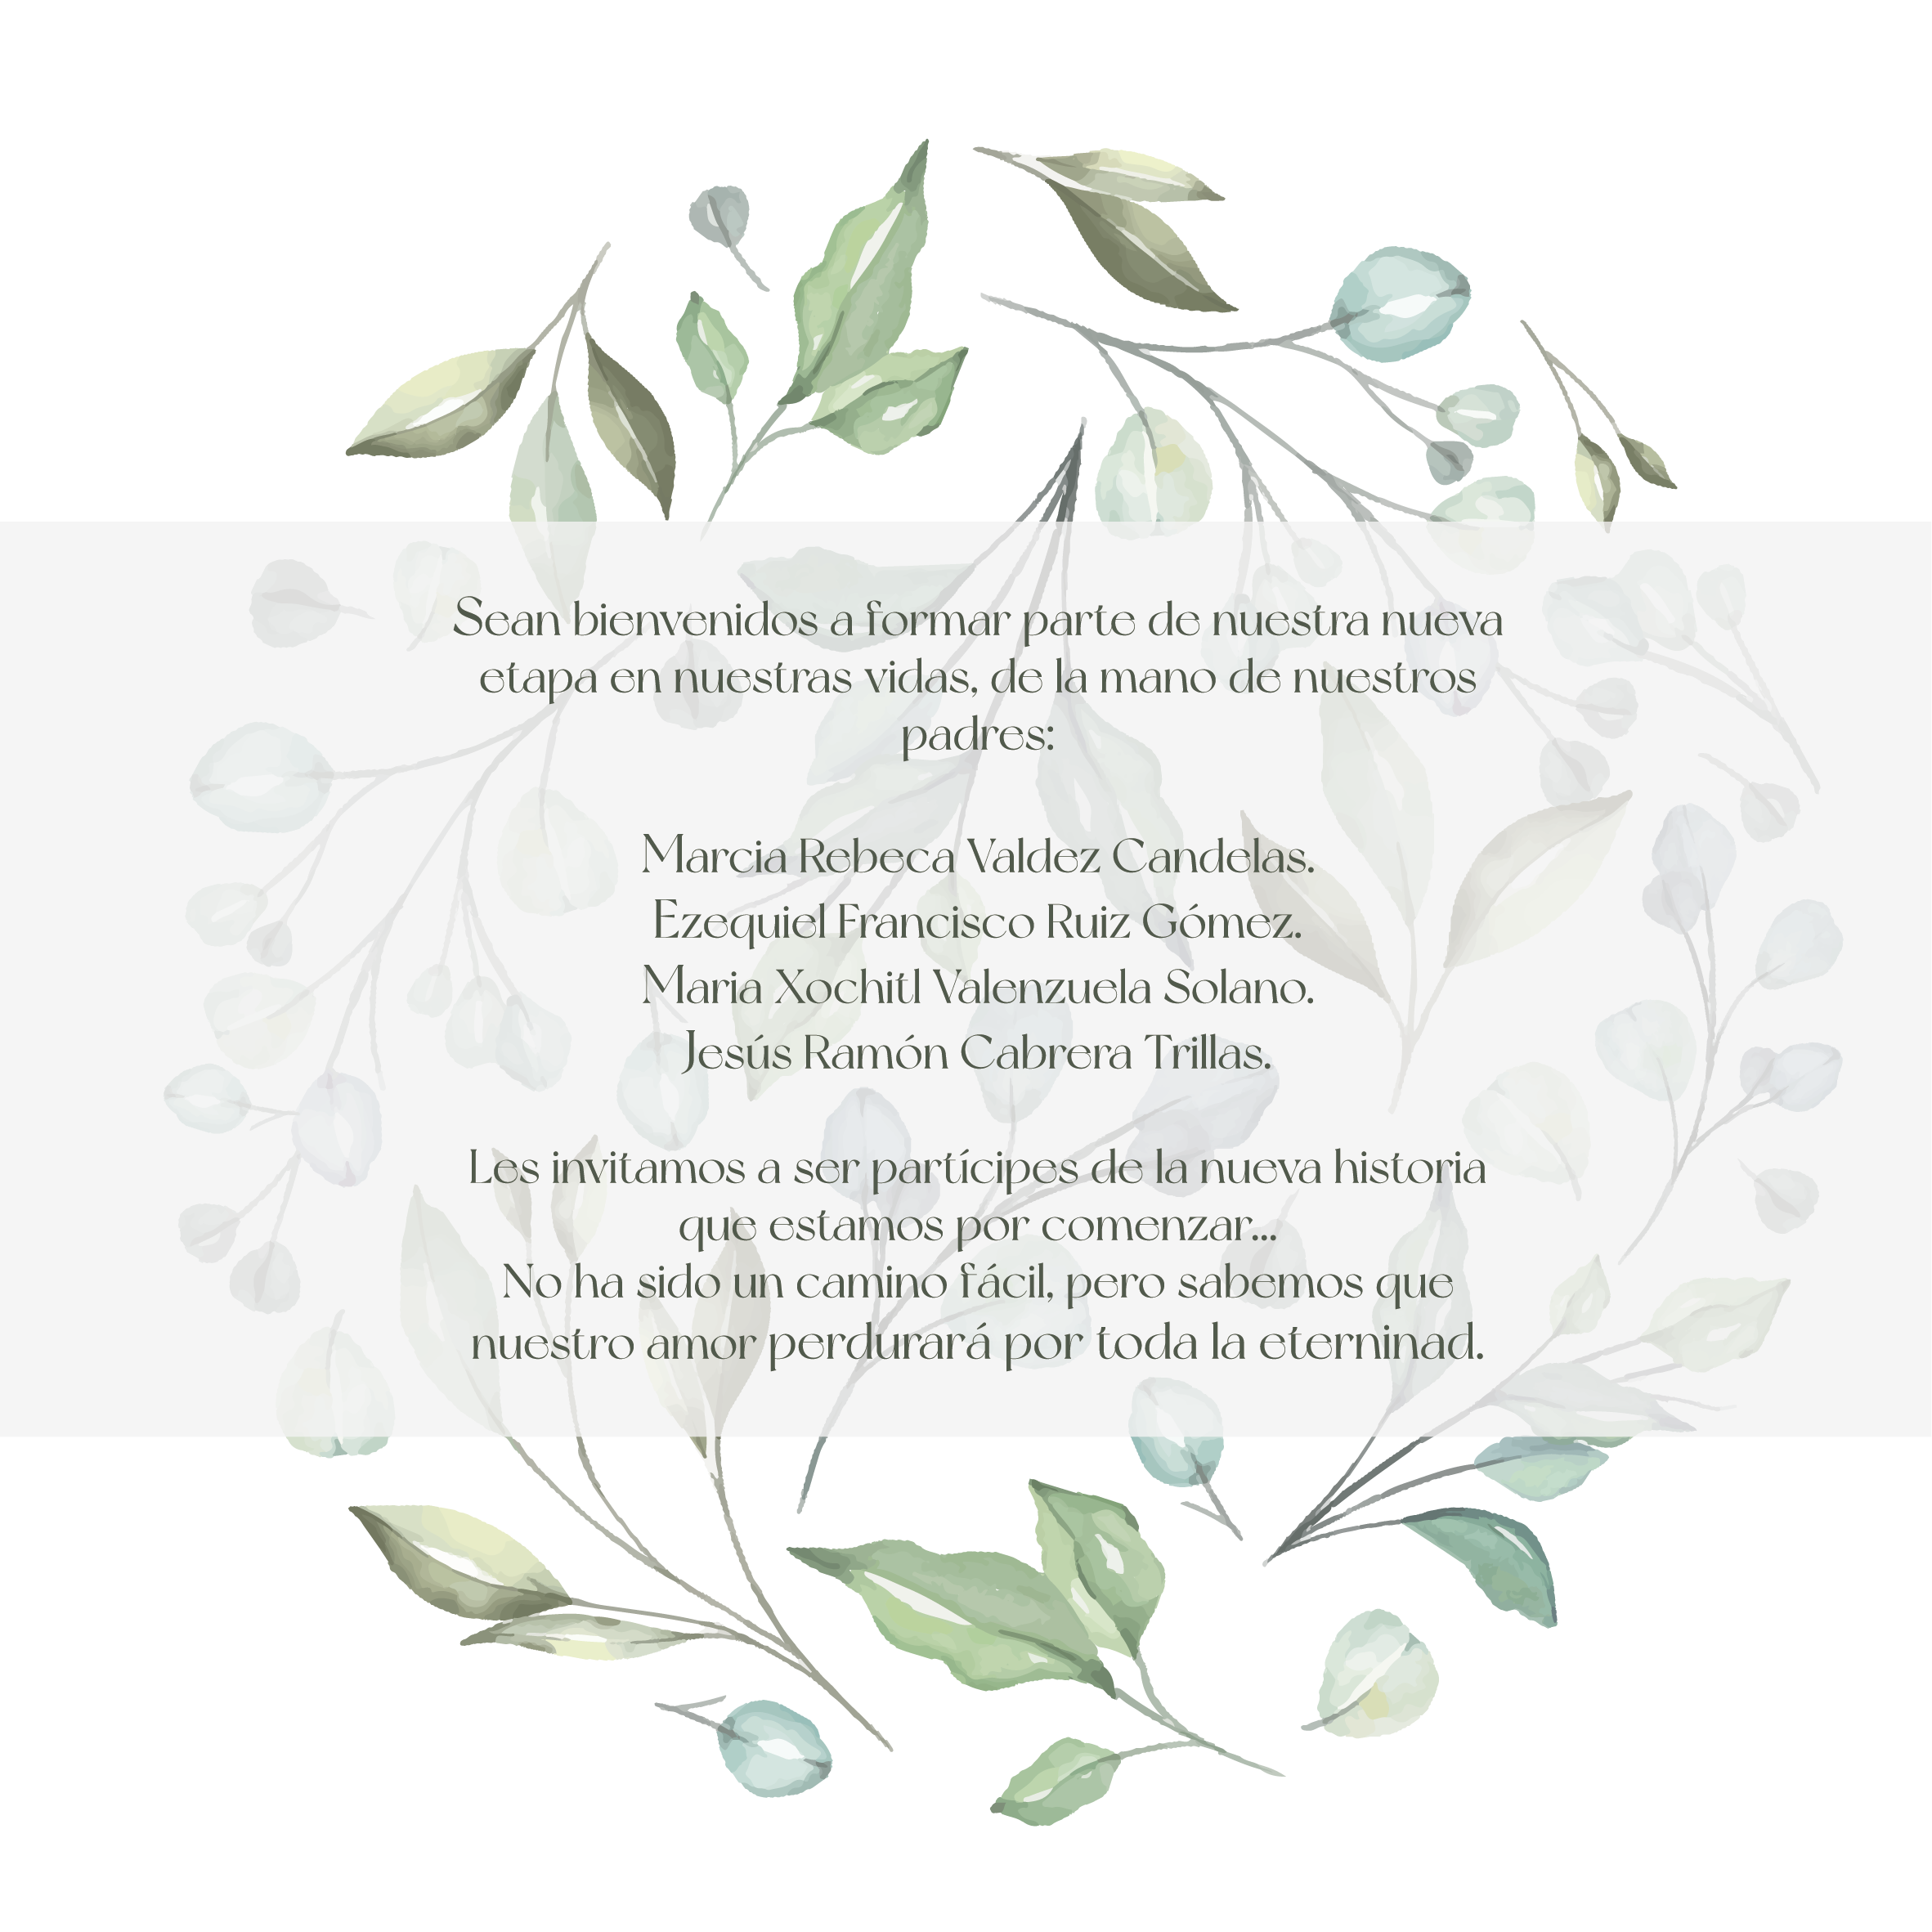 Sean bienvenidos a formar parte de nuestra nueva
etapa en nuestras vidas, de la mano de nuestros
padres:
Marcia Rebeca Valdez Candelas.
Ezequiel Francisco Ruiz Gómez.
Maria Xochitl Valenzuela Solano.
Jesús Ramón Cabrera Trillas.
Les invitamos a ser partícipes de la nueva historia
que estamos por comenzar...
No ha sido un camino fácil, pero sabemos que
nuestro amor perdurará por toda la eterninad.